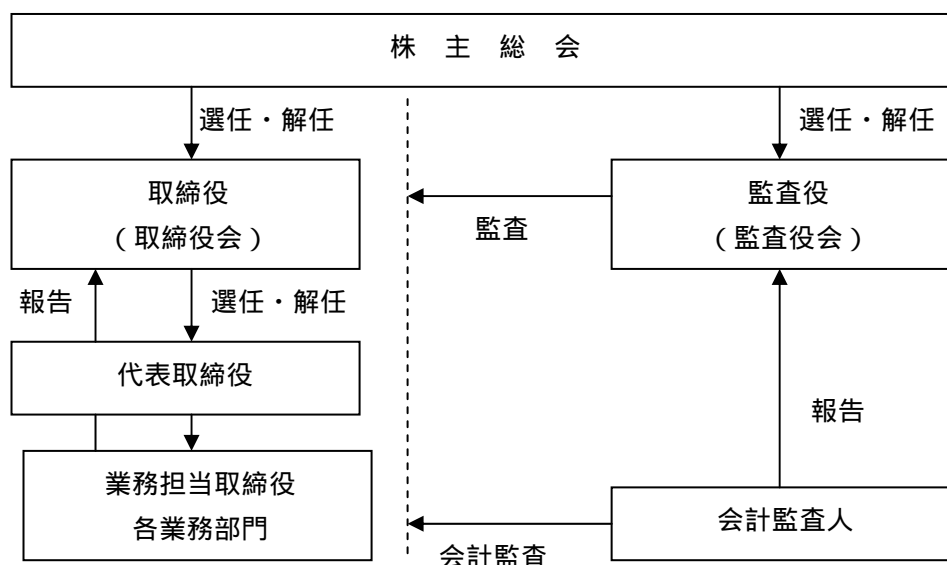 株 主 総 会
選任・解任
選任・解任
取締役
(取締役会)
監査
監査役
(監査役会)
報告
選任・解任
代表取締役
報告
業務担当取締役
各業務部門
会計監査人
会計監査